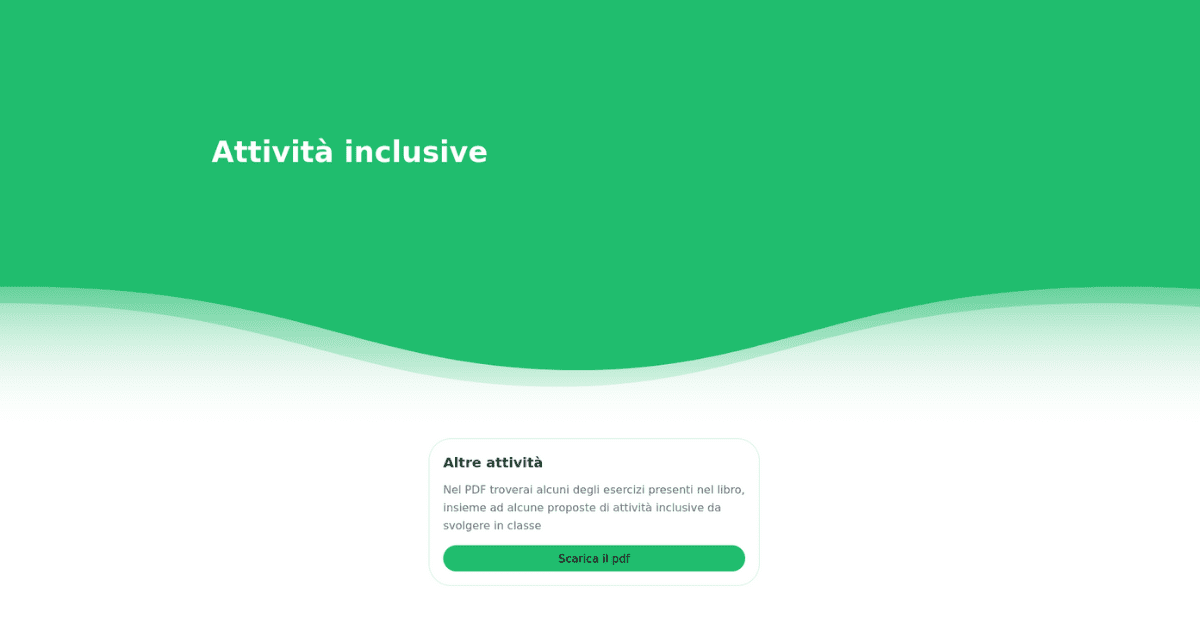 Attività inclusive
Altre attività
Nel PDF troverai alcuni degli esercizi presenti nel libro,
insieme ad alcune proposte di attività inclusive da
svolgere in classe
Scarica il pdf